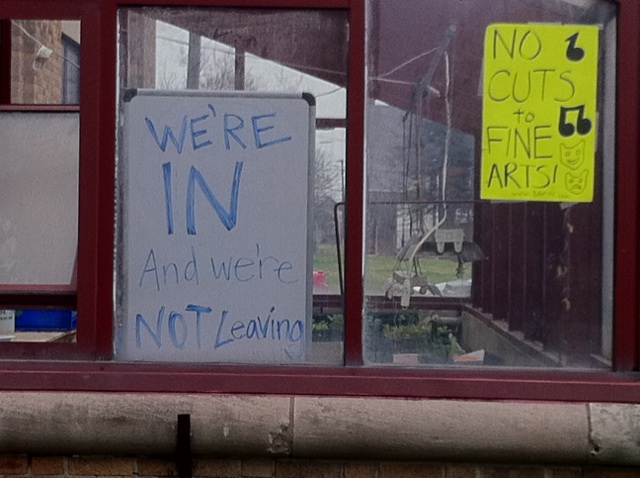 WE'RE
IN
And we're
NOT Leaving
NO
CUTS
to
FINE
ARTS!